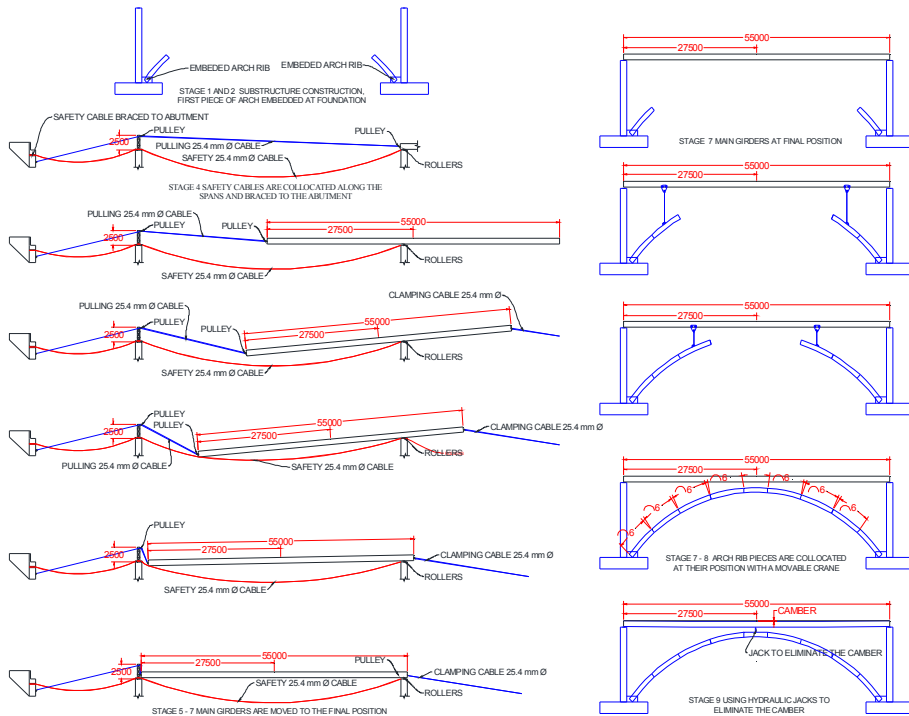 EMBEDED ARCH RIB
EMBEDED ARCH RIB
STAGE 1 AND 2 SUBSTRUCTURE CONSTRUCTION,
FIRST PIECE OF ARCH EMBEDDED AT FOUNDATION
SAFETY CABLE BRACED TO ABUTMENT
PULLEY
PULLEY
2500
PULLING 25.4 mm Ø CABLE
SAFETY 25.4 mm Ø CABLE
ROLLERS
STAGE 4 SAFETY CABLES ARE COLLOCATED ALONG THE
SPANS AND BRACED TO THE ABUTMENT
PULLING 25.4 mm Ø CABLE
PULLEY
PULLEY
55000
27500
2500
ROLLERS
SAFETY 25.4 mm Ø CABLE
CLAMPING CABLE 25.4 mm Ø
PULLING 25.4 mm Ø CABLE
PULLEY
PULLEY
55000
27500
2500
ROLLERS
SAFETY 25.4 mm Ø CABLE
PULLEY
PULLEY
55000
27500
2500
CLAMPING CABLE 25.4 mm Ø
ROLLERS
PULLING 25.4 mm Ø CABLE
SAFETY 25.4 mm Ø CABLE
PULLEY
55000
27500
2500
CLAMPING CABLE 25.4 mm Ø
ROLLERS
SAFETY 25.4 mm Ø CABLE
55000
27500
PULLEY
2500
CLAMPING CABLE 25.4 mm Ø
SAFETY 25.4 mm Ø CABLE
ROLLERS
STAGE 5 - 7 MAIN GIRDERS ARE MOVED TO THE FINAL POSITION
55000
27500
STAGE 7 MAIN GIRDERS AT FINAL POSITION
55000
27500
55000
27500
55000
27500
6
6
6
6
6
6
6
STAGE 7 - 8 ARCH RIB PIECES ARE COLLOCATED
AT THEIR POSITION WITH A MOVABLE CRANE
55000
27500
CAMBER
JACK TO ELIMINATE THE CAMBER
STAGE 9 USING HYDRAULIC JACKS TO
ELIMINATE THE CAMBER